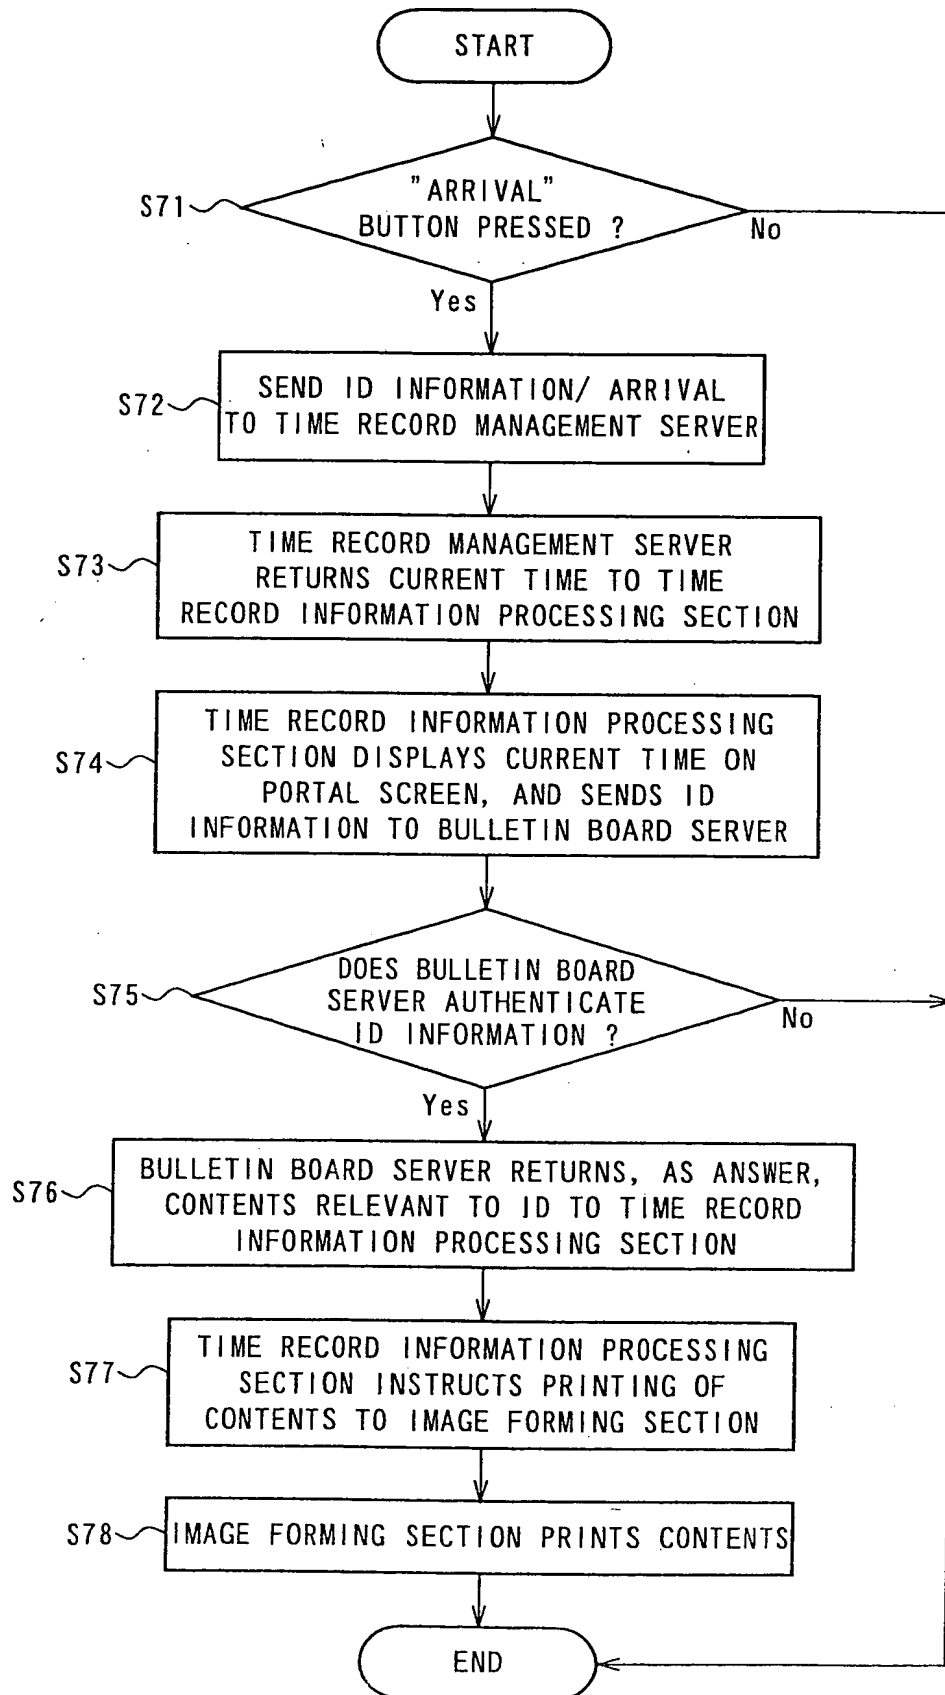 START
S71
"ARRIVAL"
BUTTON PRESSED ?
No
Yes
S72
SEND ID INFORMATION/ ARRIVAL
TO TIME RECORD MANAGEMENT SERVER
S73
TIME RECORD MANAGEMENT SERVER
RETURNS CURRENT TIME TO TIME
RECORD INFORMATION PROCESSING SECTION
S74
TIME RECORD INFORMATION PROCESSING
SECTION DISPLAYS CURRENT TIME ON
PORTAL SCREEN, AND SENDS ID
INFORMATION TO BULLETIN BOARD SERVER
S75
DOES BULLETIN BOARD
SERVER AUTHENTICATE
ID INFORMATION ?
No
Yes
S76
BULLETIN BOARD SERVER RETURNS, AS ANSWER,
CONTENTS RELEVANT TO ID TO TIME RECORD
INFORMATION PROCESSING SECTION
S77
TIME RECORD INFORMATION PROCESSING
SECTION INSTRUCTS PRINTING OF
CONTENTS TO IMAGE FORMING SECTION
S78
IMAGE FORMING SECTION PRINTS CONTENTS
END